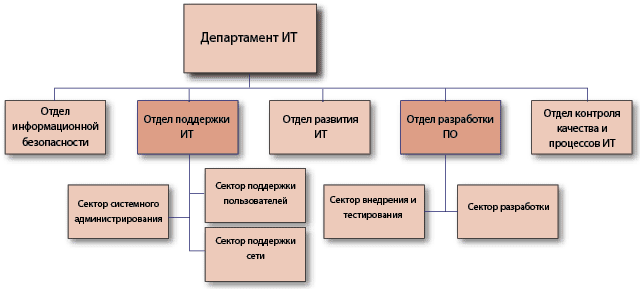 Департамент ИТ
Отдел
информационной
безопасности
Отдел поддержки
ИТ
Отдел развития
ИТ
Отдел разработки
ПО
Отдел контроля
качества и
процессов ИТ
Сектор системного
администрирования
Сектор поддержки
пользователей
Сектор поддержки
сети
Сектор внедрения и
тестирования
Сектор разработки